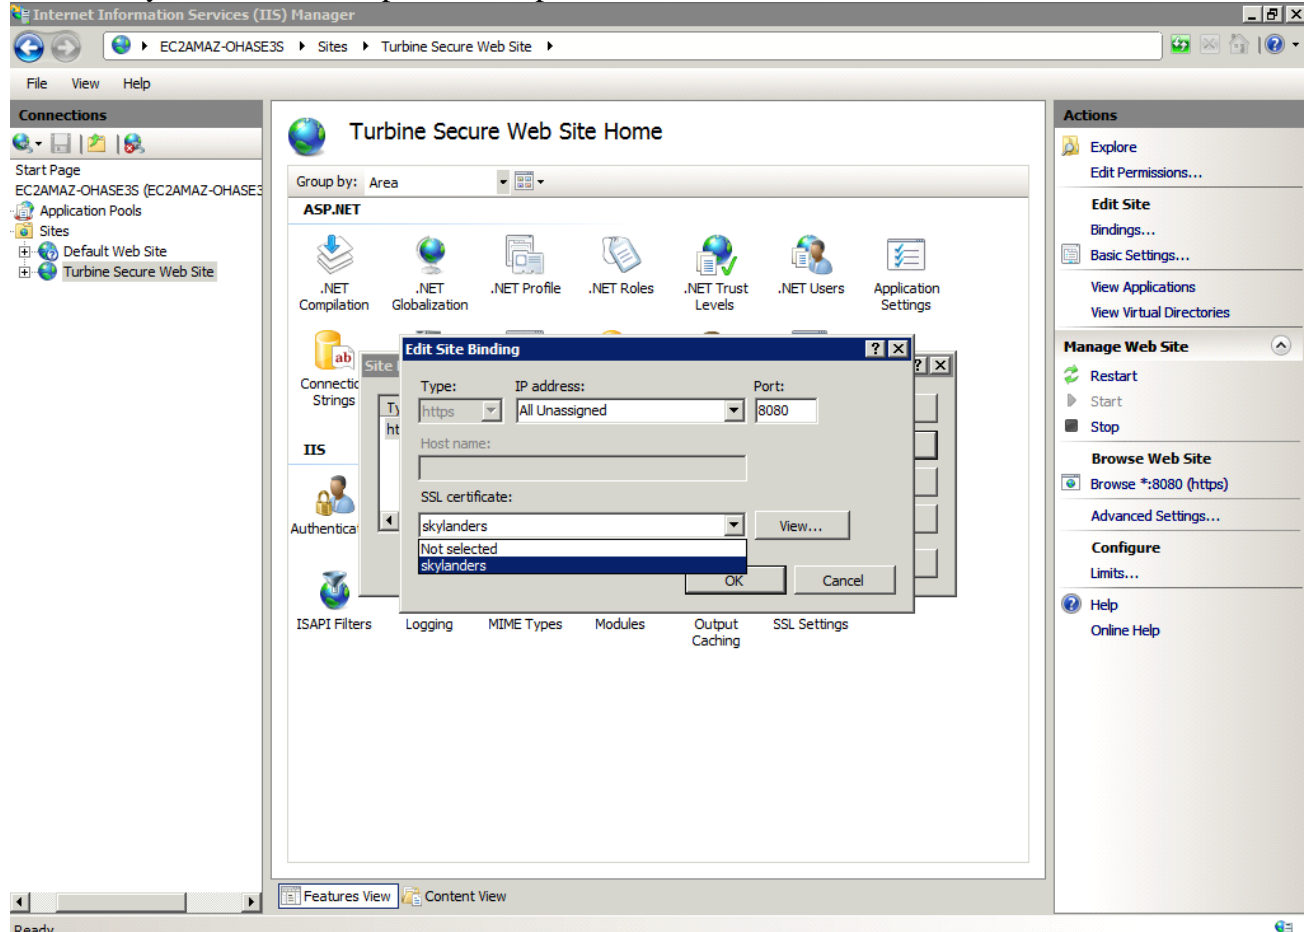 Internet Information Services (IIS) Manager
EC2AMAZ-OHASE3S Sites Turbine Secure Web Site
File View Help
Connections
Start Page
EC2AMAZ-OHASE3S (EC2AMAZ-OHASE3
Application Pools
Sites
Default Web Site
Turbine Secure Web Site
Turbine Secure Web Site Home
Group by: Area
ASP.NET
.NET Compilation
.NET Globalization
.NET Profile
.NET Roles
.NET Trust Levels
.NET Users
Application Settings
ab
Connectic
Strings
Site
Ty
ht
Edit Site Binding
Type: IP address: Port:
https All Unassigned 8080
Host name:
SSL certificate:
skylanders View...
Not selected
skylanders
OK Cancel
IIS
Authentica
ISAPI Filters
Logging
MIME Types
Modules
Output Caching
SSL Settings
Features View Content View
Actions
Explore
Edit Permissions...
Edit Site
Bindings...
Basic Settings...
View Applications
View Virtual Directories
Manage Web Site
Restart
Start
Stop
Browse Web Site
Browse *:8080 (https)
Advanced Settings...
Configure
Limits...
Help
Online Help
Ready